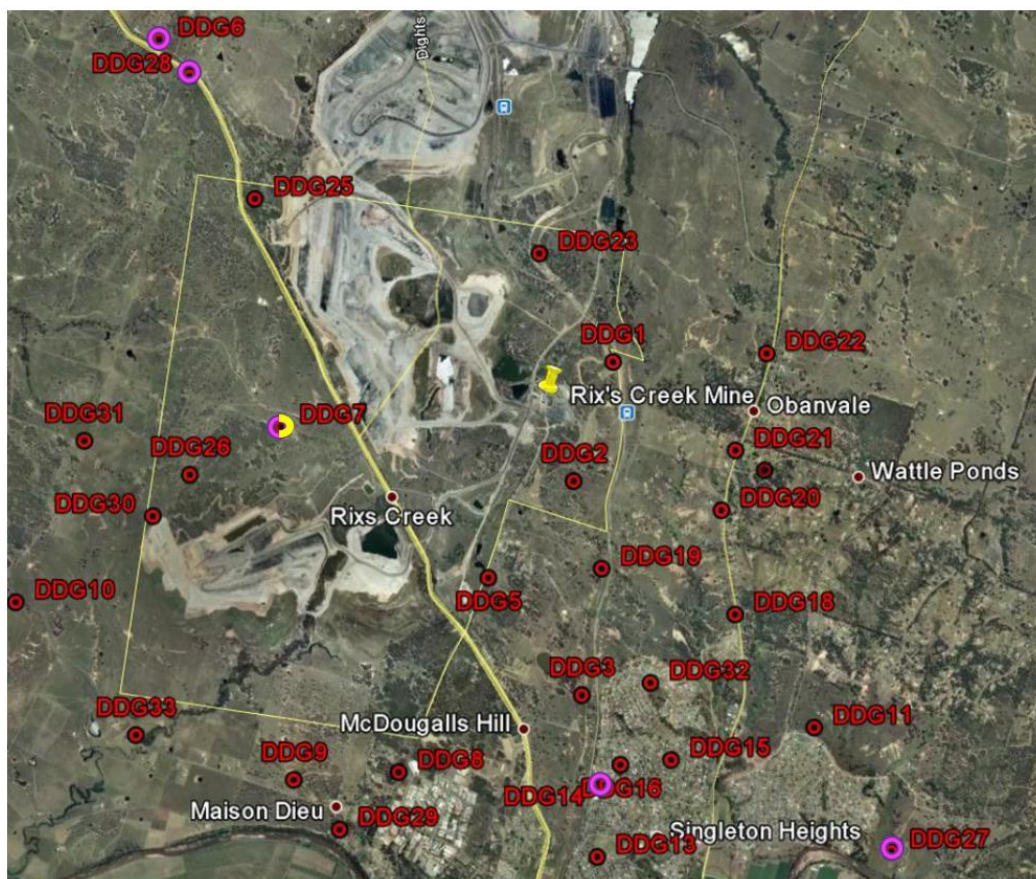 DDG6
DDG28
Dights
DDG25
DDG23
DDG1
DDG22
Rix's Creek Mine
Obanvale
DDG31
DDG7
DDG21
DDG26
DDG2
Wattle Ponds
DDG30
Rixs Creek
DDG20
DDG19
DDG10
DDG5
DDG18
DDG3
DDG32
DDG33
McDougalls Hill
DDG11
DDG15
DDG9
DDG8
DDG14
DDG16
Maison Dieu
DDG29
Singleton Heights
DDG27
DDG13